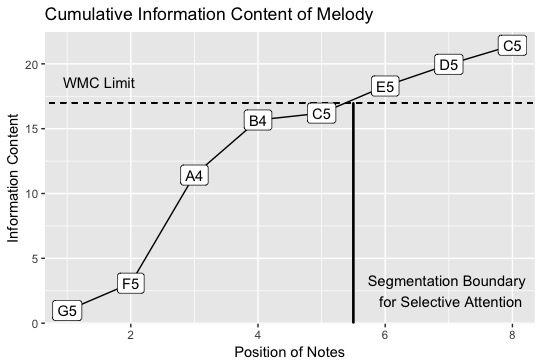 Cumulative Information Content of Melody
20
15
10
5
0
Information Content
WMC Limit
G5
F5
A4
B4
C5
E5
D5
C5
Segmentation Boundary
for Selective Attention
2
4
6
8
Position of Notes